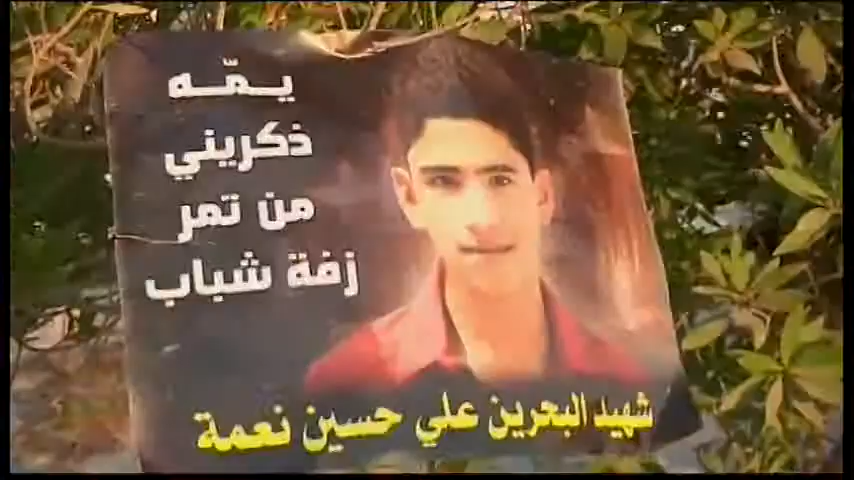 يمّه
ذكريني
من تمر
زفة شباب
شهيد البحرين علي حسين نعمة